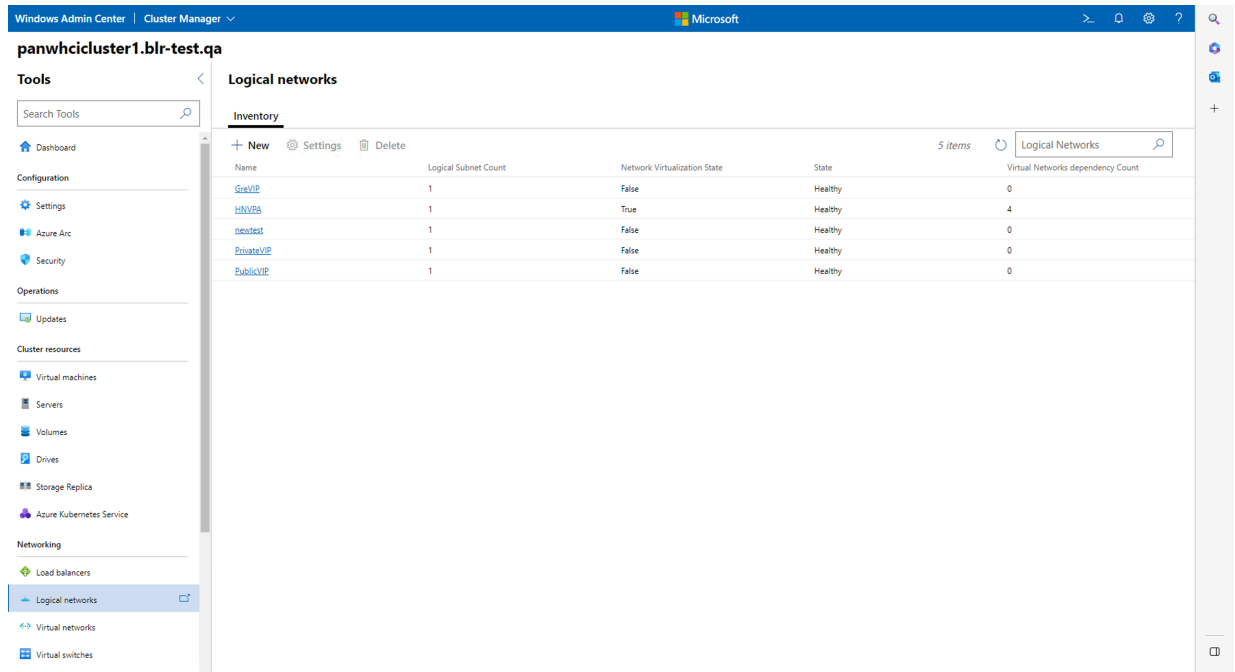 Windows Admin Center | Cluster Manager
Microsoft
panwhcicluster1.blr-test.qa
Tools
Search Tools
Dashboard
Configuration
Settings
Azure Arc
Security
Operations
Updates
Cluster resources
Virtual machines
Servers
Volumes
Drives
Storage Replica
Azure Kubernetes Service
Networking
Load balancers
Logical networks
Virtual networks
Virtual switches
Logical networks
Inventory
New Settings Delete 5 items Logical Networks
Name Logical Subnet Count Network Virtualization State State Virtual Networks dependency Count
GreVIP 1 False Healthy 0
HNVPA 1 True Healthy 4
newtest 1 False Healthy 0
PrivateVIP 1 False Healthy 0
PublicVIP 1 False Healthy 0